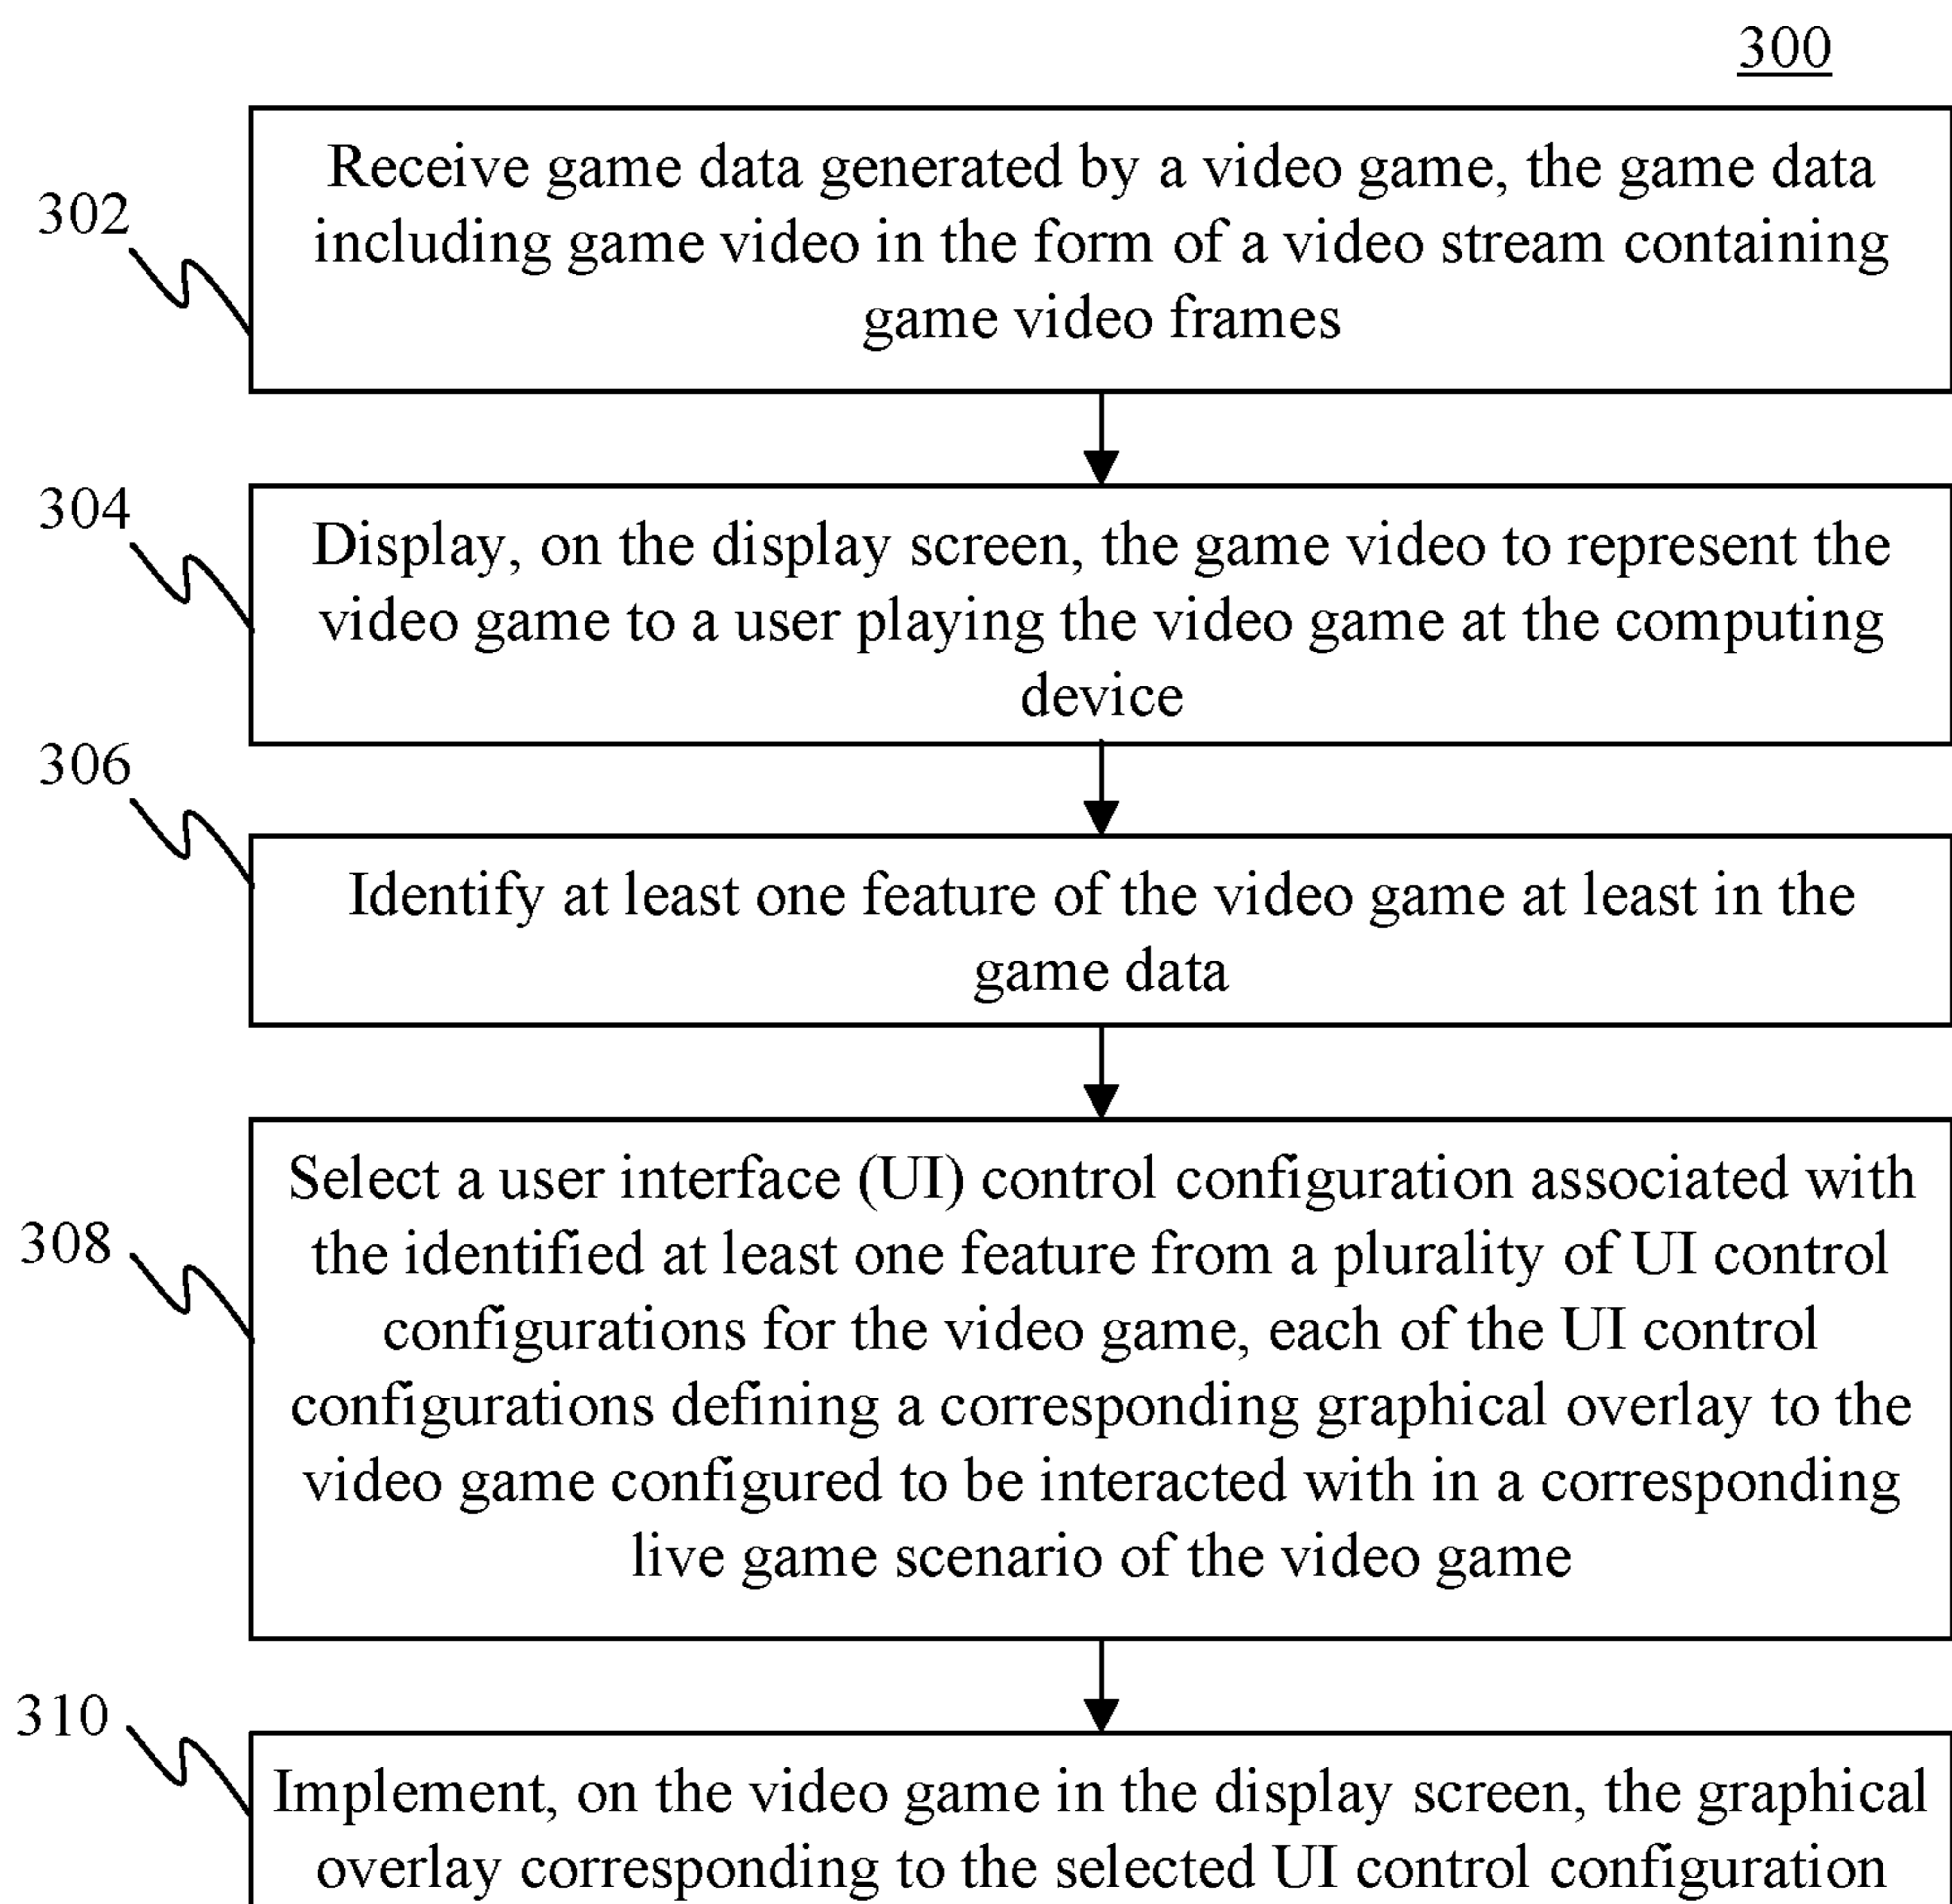 300
302
Receive game data generated by a video game, the game data
including game video in the form of a video stream containing
game video frames
304
Display, on the display screen, the game video to represent the
video game to a user playing the video game at the computing
device
306
Identify at least one feature of the video game at least in the
game data
308
Select a user interface (UI) control configuration associated with
the identified at least one feature from a plurality of UI control
configurations for the video game, each of the UI control
configurations defining a corresponding graphical overlay to the
video game configured to be interacted with in a corresponding
live game scenario of the video game
310
Implement, on the video game in the display screen, the graphical
overlay corresponding to the selected UI control configuration